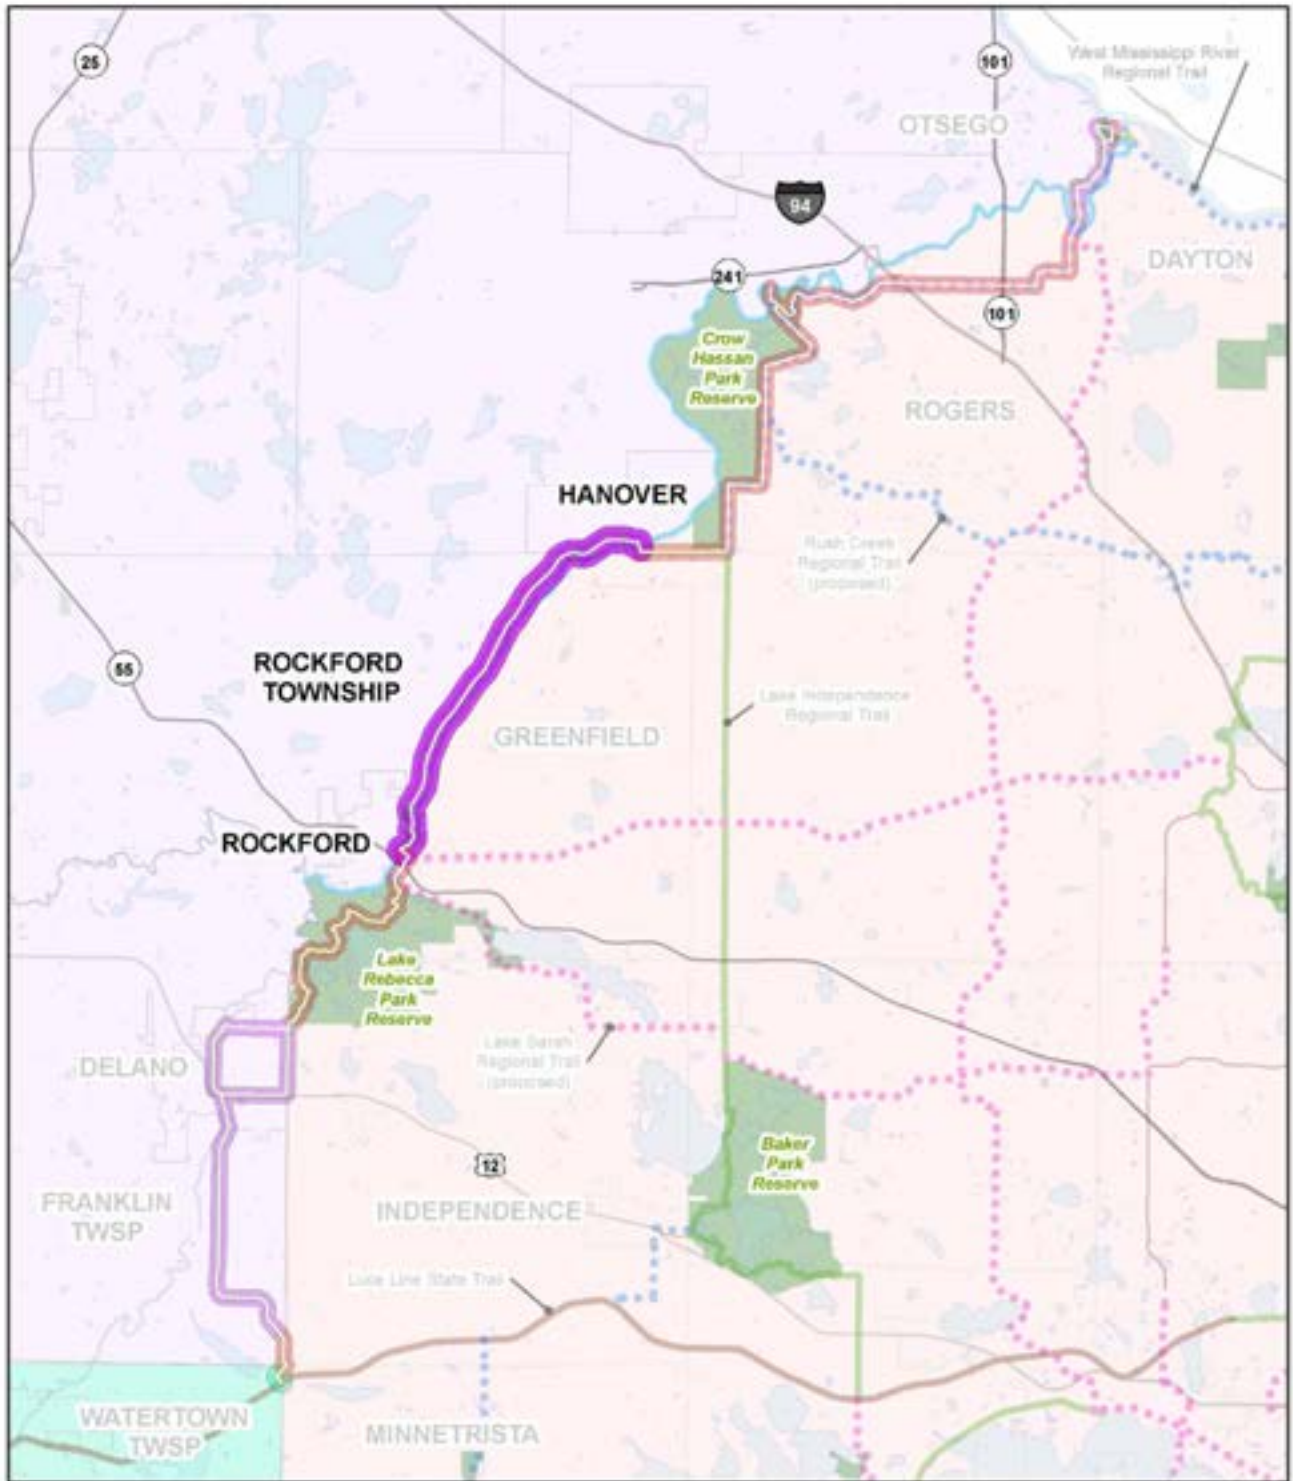 25
101
West Mississippi River
Regional Trail
OTSEGO
94
DAYTON
241
101
Crow
Hassan
Park
Reserve
ROGERS
HANOVER
Rush Creek
Regional Trail
(proposed)
ROCKFORD
TOWNSHIP
55
Lake Independence
Regional Trail
GREENFIELD
ROCKFORD
Lake
Rebecca
Park
Reserve
Lake Sarah
Regional Trail
(proposed)
DELANO
Baker
Park
Reserve
12
FRANKLIN
TWSP
INDEPENDENCE
Luce Line State Trail
WATERTOWN
TWSP
MINNETRISTA